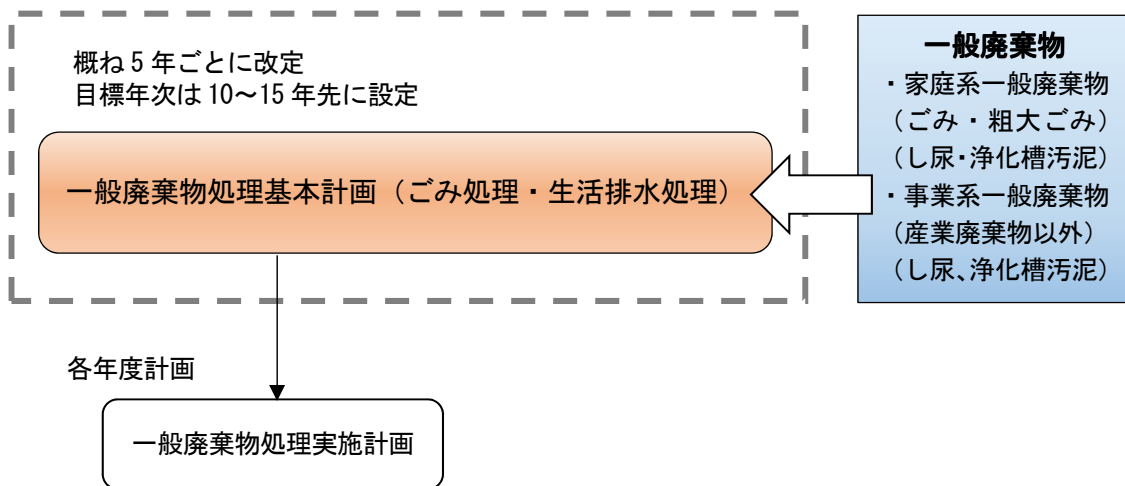 概ね5年ごとに改定
目標年次は10～15年先に設定
一般廃棄物処理基本計画（ごみ処理・生活排水処理）
一般廃棄物
・家庭系一般廃棄物
（ごみ・粗大ごみ）
（し尿・浄化槽汚泥）
・事業系一般廃棄物
（産業廃棄物以外）
（し尿、浄化槽汚泥）
各年度計画
一般廃棄物処理実施計画